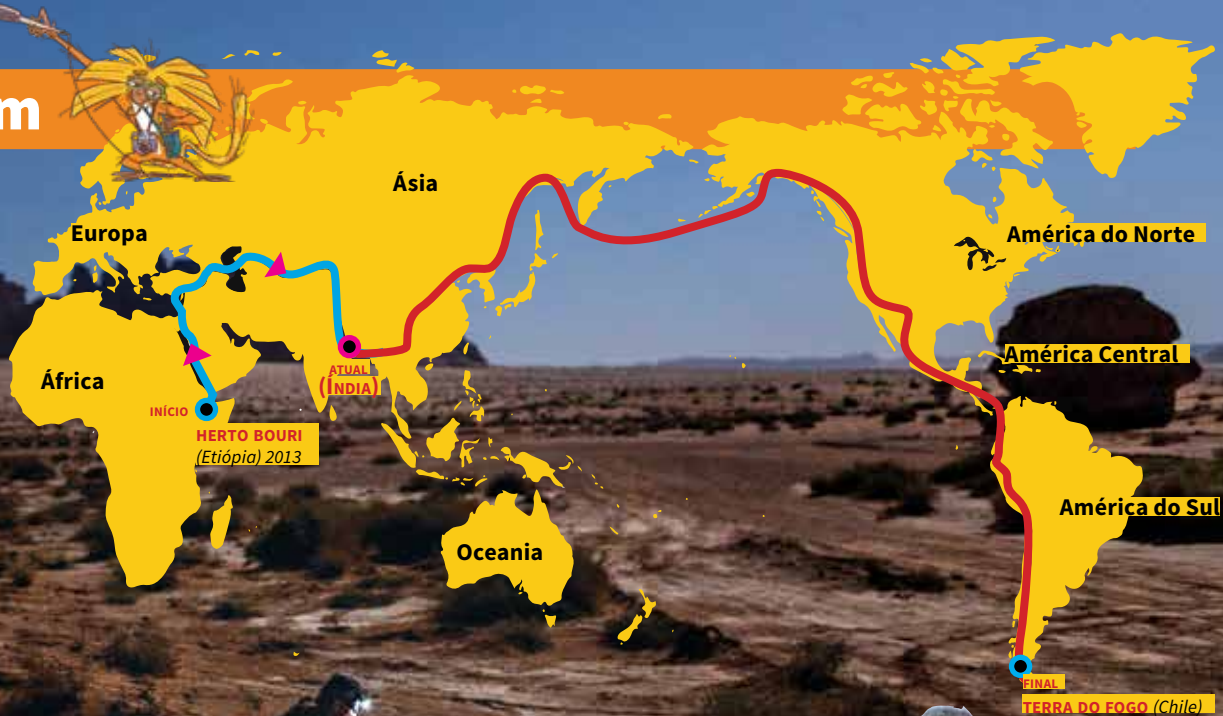 m
Ásia
Europa
América do Norte
América Central
ATUAL
(ÍNDIA)
África
INÍCIO
HERTO BOURI
(Etiópia) 2013
América do Sul
Oceania
FINAL
TERRA DO FOGO (Chile)